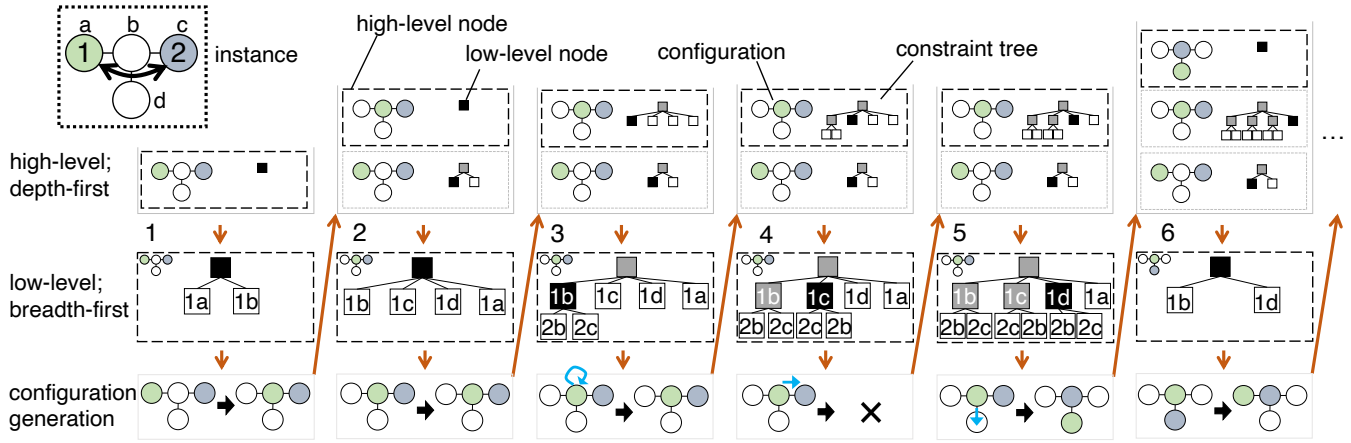 a b c
1 2
d
instance
high-level node
low-level node
configuration
constraint tree
high-level;
depth-first
...
1 2 3 4 5 6
low-level;
breadth-first
1a 1b
1b 1c 1d 1a
1b 1c 1d 1a
2b 2c
1b 1c 1d 1a
2b 2c 2c 2b
1b 1c 1d 1a
2b 2c 2c 2b 2b 2c
1b 1d
configuration
generation